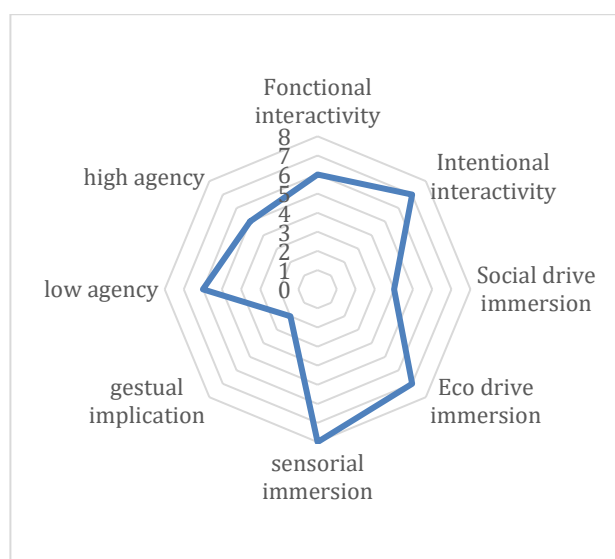 Fonctional
interactivity
Intentional
interactivity
Social drive
immersion
Eco drive
immersion
sensorial
immersion
gestual
implication
low agency
high agency
8
7
6
5
4
3
2
1
0